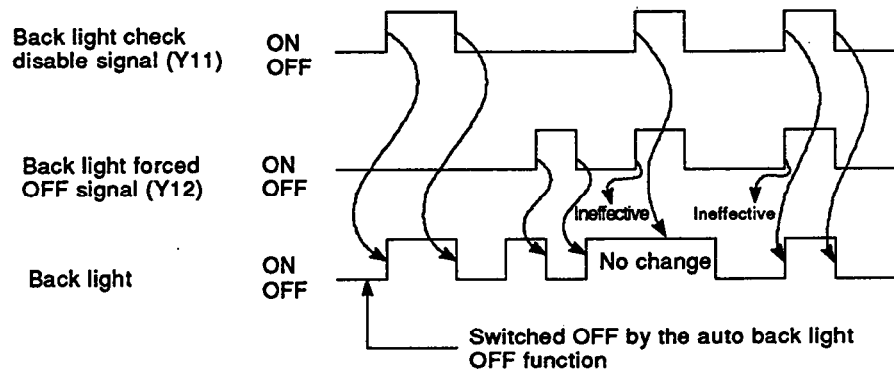 Back light check
disable signal (Y11)
ON
OFF
Back light forced
OFF signal (Y12)
ON
OFF
Ineffective
Ineffective
Back light
ON
OFF
No change
Switched OFF by the auto back light
OFF function